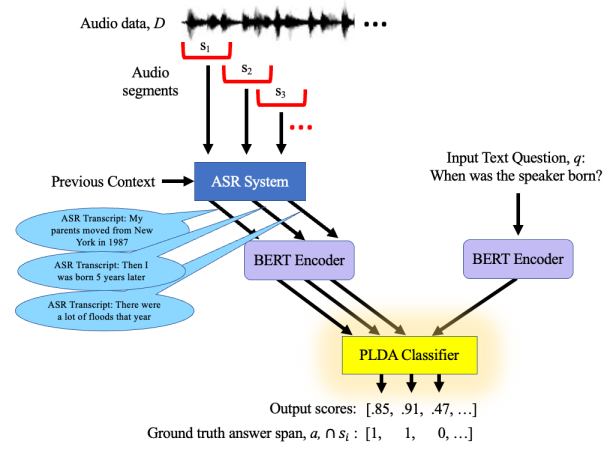 Audio data, D
s1
s2
s3
Audio
segments
Previous Context
ASR System
Input Text Question, q:
When was the speaker born?
ASR Transcript: My
parents moved from New
York in 1987
ASR Transcript: Then I
was born 5 years later
ASR Transcript: There were
a lot of floods that year
BERT Encoder
BERT Encoder
PLDA Classifier
Output scores: [.85, .91, .47, ...]
Ground truth answer span, a, ∩ si : [1, 1, 0, ...]